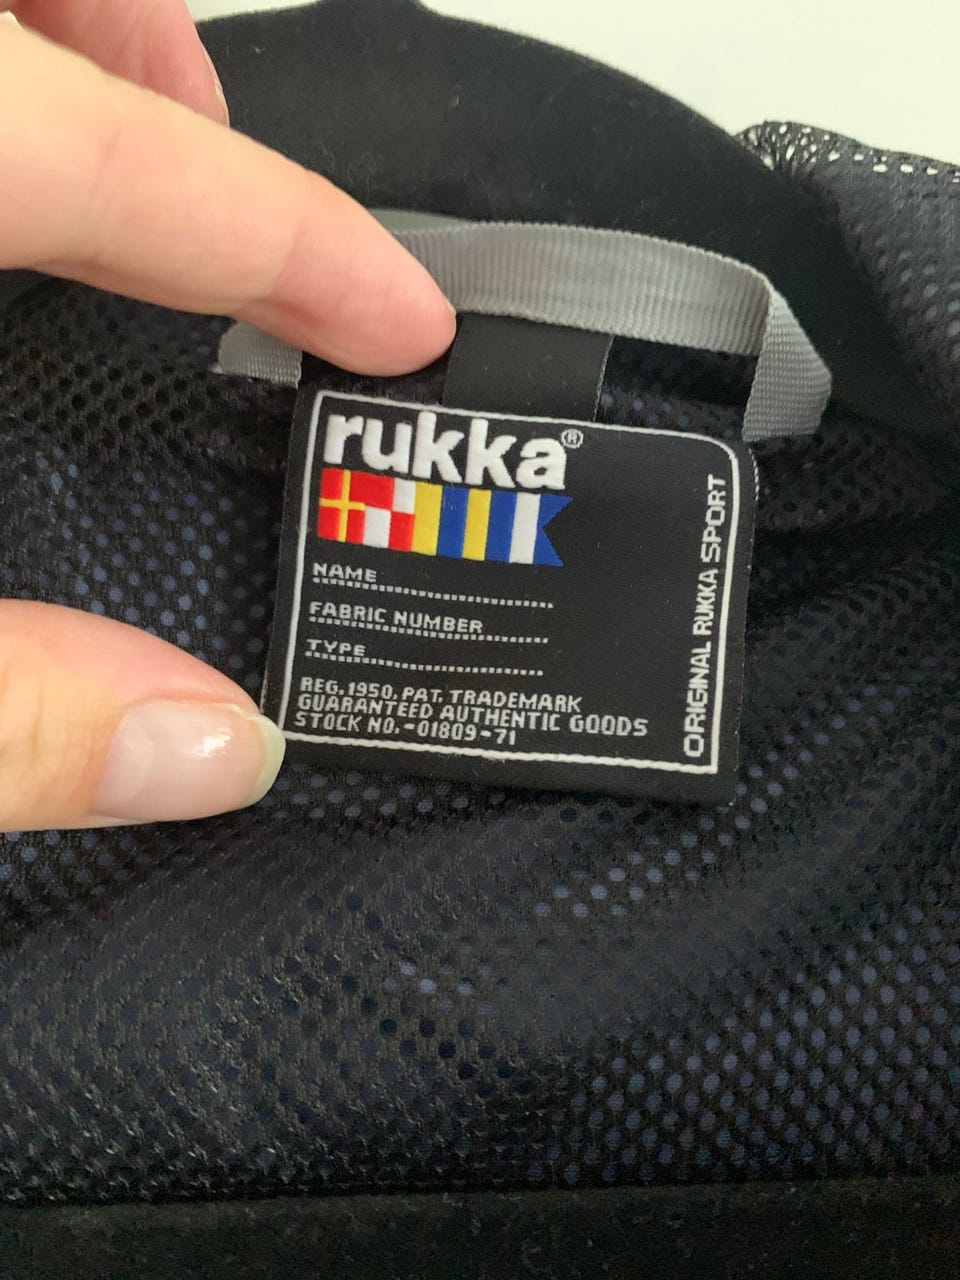 rukka®
NAME
FABRIC NUMBER
TYPE
REG.1950. PAT. TRADEMARK
GUARANTEED AUTHENTIC GOODS
STOCK NO.-01809-71
ORIGINAL RUKKA SPORT